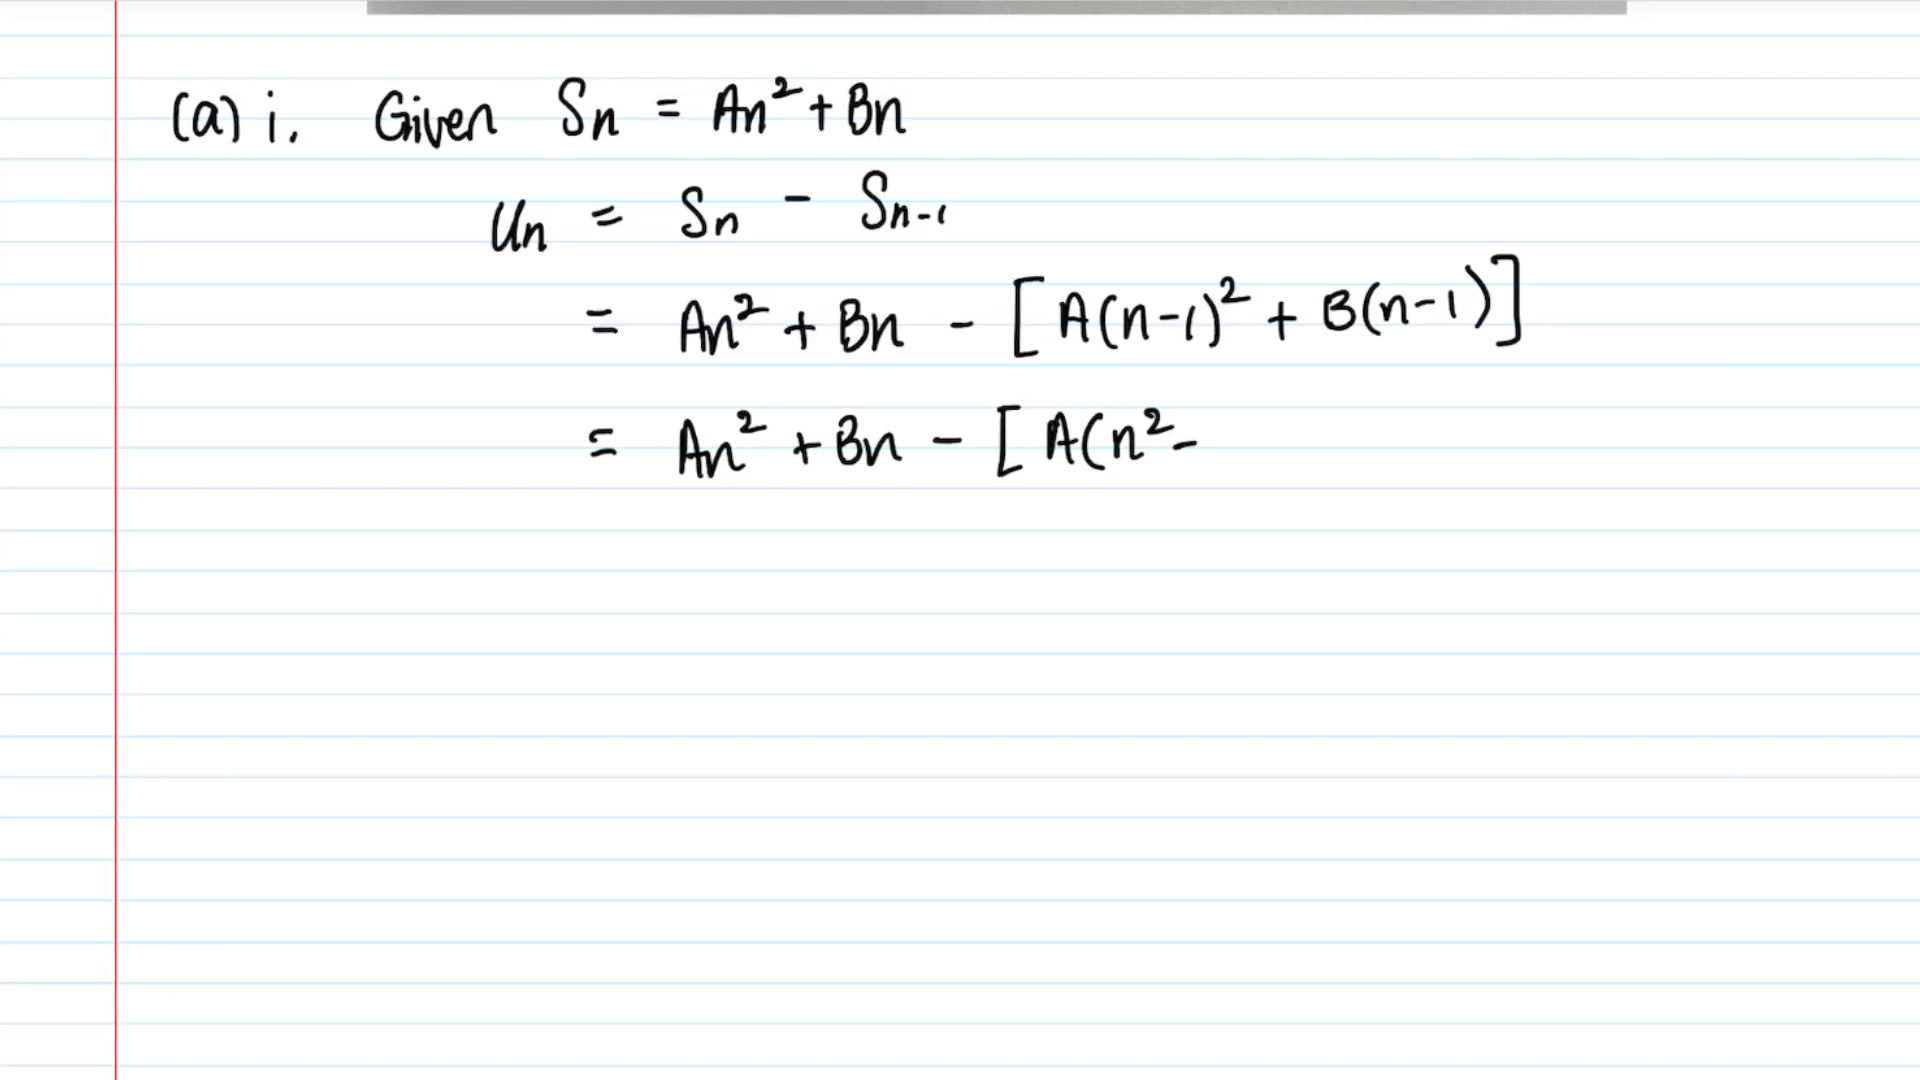 (a) i. Given Sn = An² + Bn
Un = Sn - Sn-1
= An² + Bn - [A(n-1)² + B(n-1)]
= An² + Bn - [A(n² -